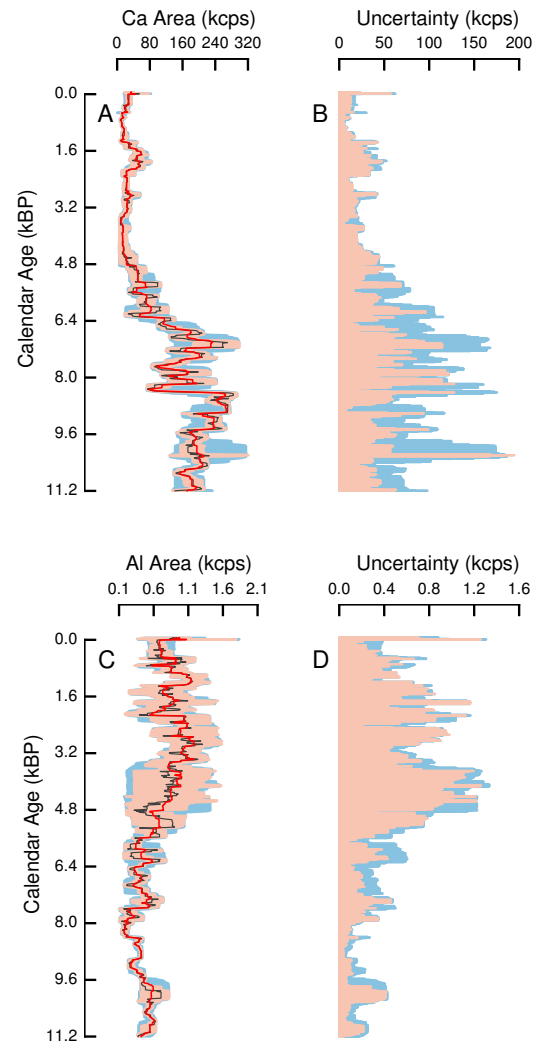 Ca Area (kcps) Uncertainty (kcps)
0 80 160 240 320 0 50 100 150 200
A B
Calendar Age (kBP)
0.0
1.6
3.2
4.8
6.4
8.0
9.6
11.2
Al Area (kcps) Uncertainty (kcps)
0.1 0.6 1.1 1.6 2.1 0.0 0.4 0.8 1.2 1.6
C D
Calendar Age (kBP)
0.0
1.6
3.2
4.8
6.4
8.0
9.6
11.2